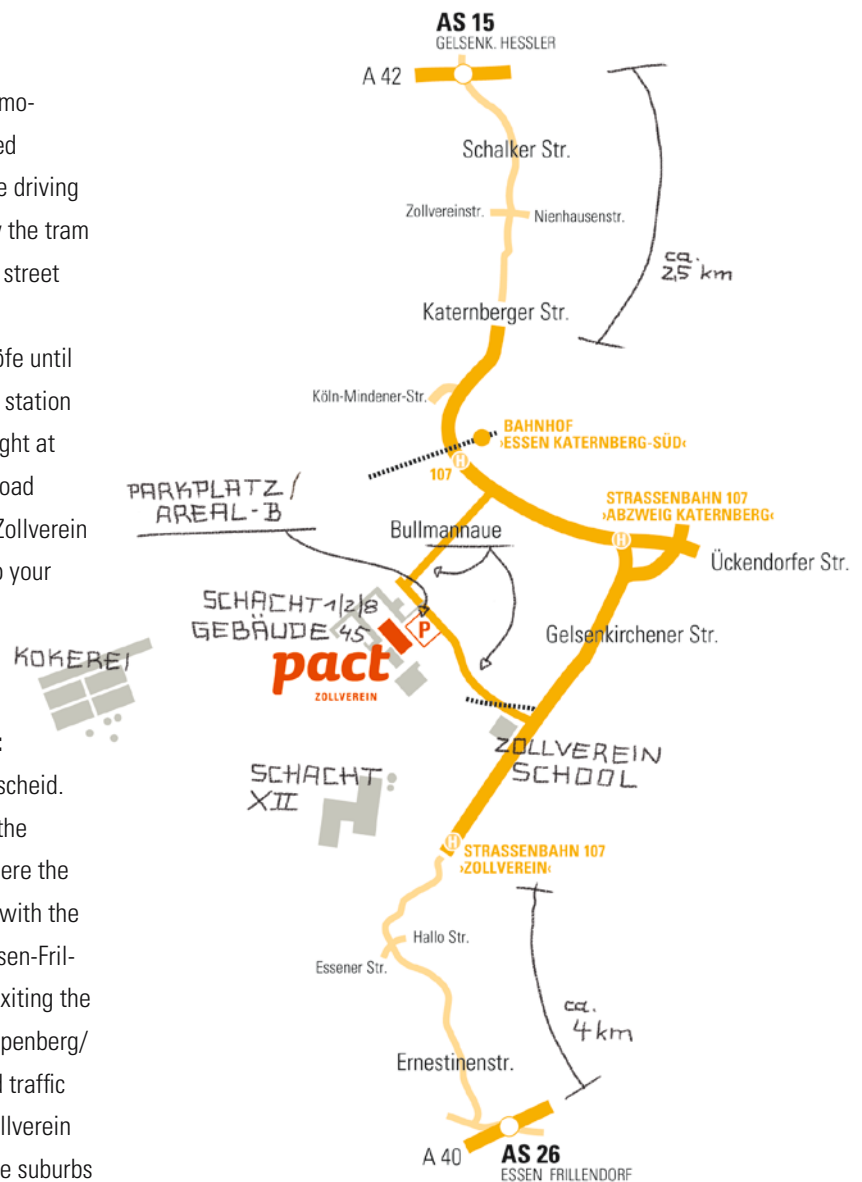 mo-
ed
e driving
the tram
street
öfe until
station
ght at
oad
Zollverein
your
:
scheid.
the
ere the
with the
sen-Fril-
xiting the
penberg/
traffic
llverein
e suburbs
AS 15
GELSENK. HESSLER
A 42
Schalker Str.
Zollvereinstr.
Nienhausenstr.
ca.
2,5 km
Katernberger Str.
Köln-Mindener-Str.
BAHNHOF
›ESSEN KATERNBERG-SÜD‹
H
107
PARKPLATZ/
AREAL-B
STRASSENBAHN 107
›ABZWEIG KATERNBERG‹
Bullmannaue
H
Ückendorfer Str.
SCHACHT 1/2/8
GEBÄUDE 45
P
Gelsenkirchener Str.
KOKEREI
pact
ZOLLVEREIN
ZOLLVEREIN
SCHOOL
SCHACHT
XII
H
STRASSENBAHN 107
›ZOLLVEREIN‹
Hallo Str.
Essener Str.
ca.
4 km
Ernestinenstr.
A 40
AS 26
ESSEN FRILLENDORF